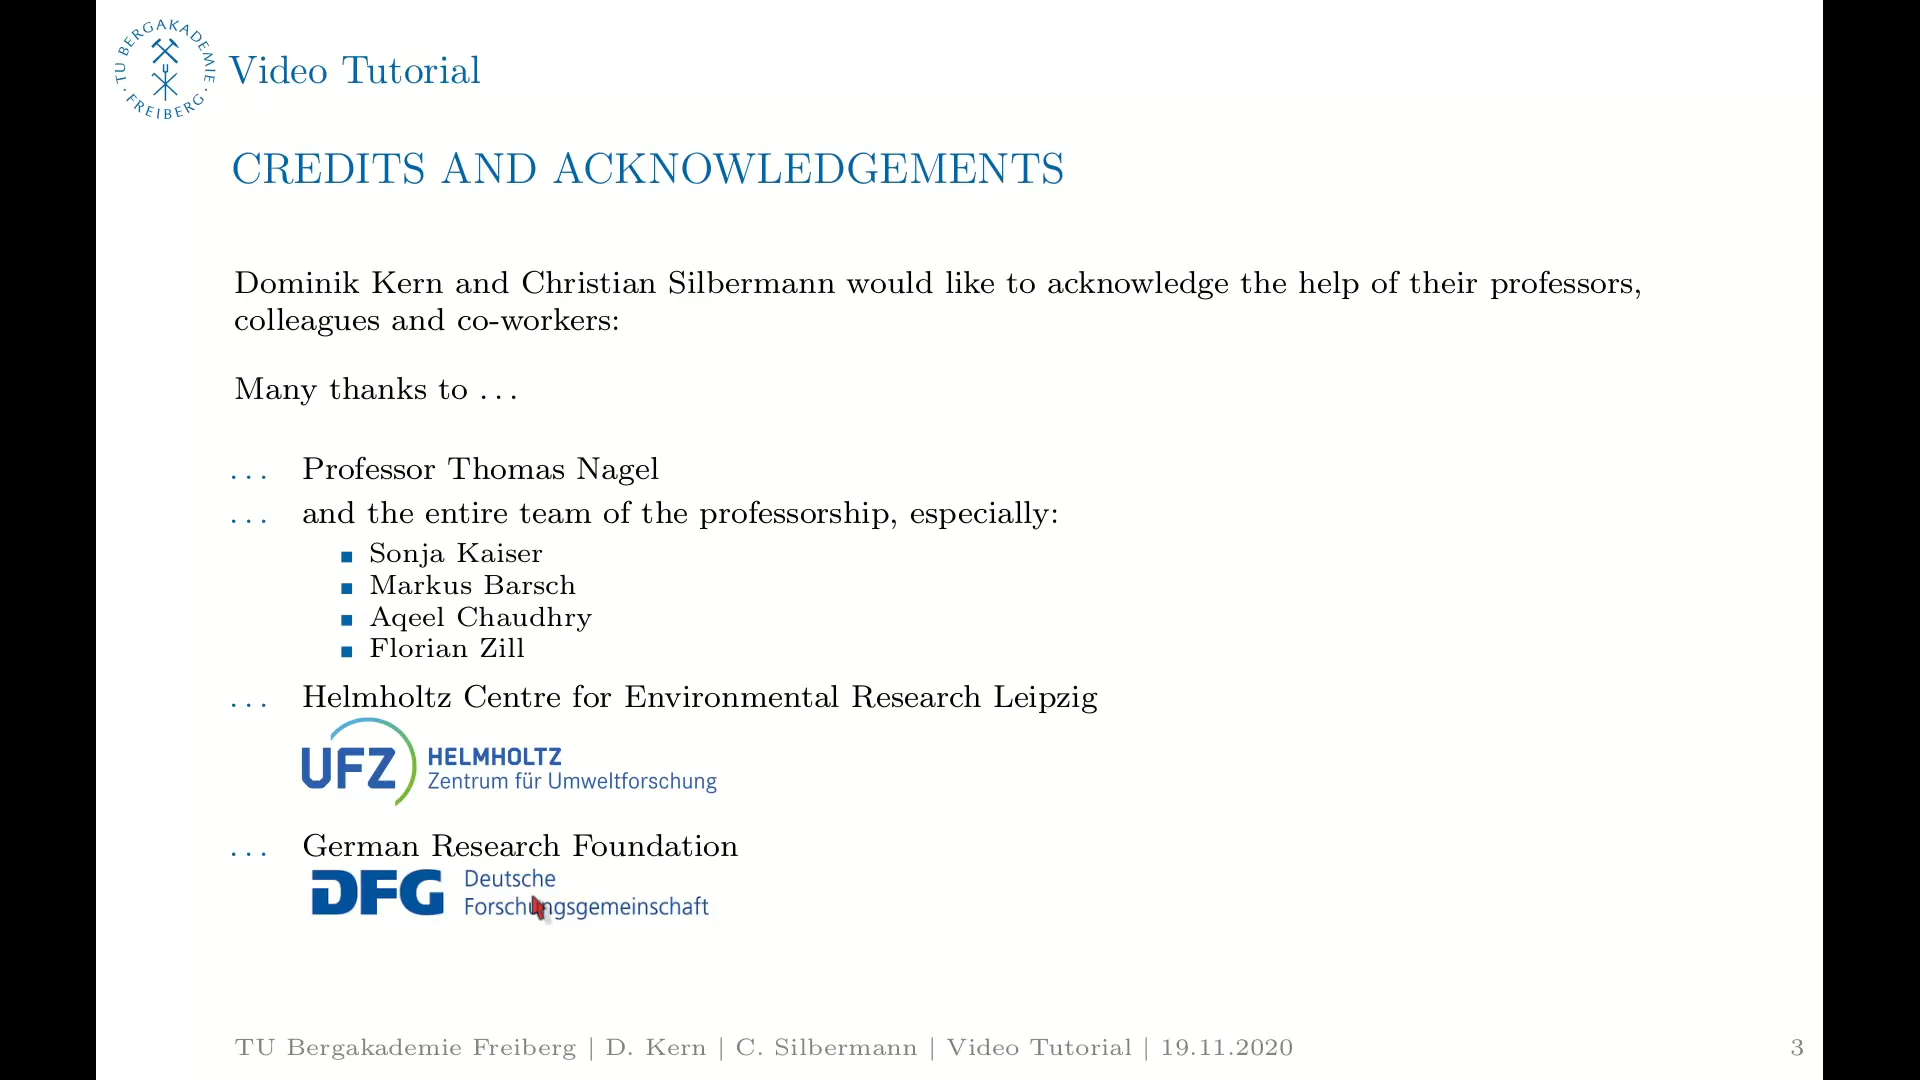 TU BERGAKADEMIE · FREIBERG ·
Video Tutorial
CREDITS AND ACKNOWLEDGEMENTS
Dominik Kern and Christian Silbermann would like to acknowledge the help of their professors,
colleagues and co-workers:
Many thanks to ...
... Professor Thomas Nagel
... and the entire team of the professorship, especially:
Sonja Kaiser
Markus Barsch
Aqeel Chaudhry
Florian Zill
... Helmholtz Centre for Environmental Research Leipzig
UFZ HELMHOLTZ
Zentrum für Umweltforschung
... German Research Foundation
DFG Deutsche
Forschungsgemeinschaft
TU Bergakademie Freiberg | D. Kern | C. Silbermann | Video Tutorial | 19.11.2020 3